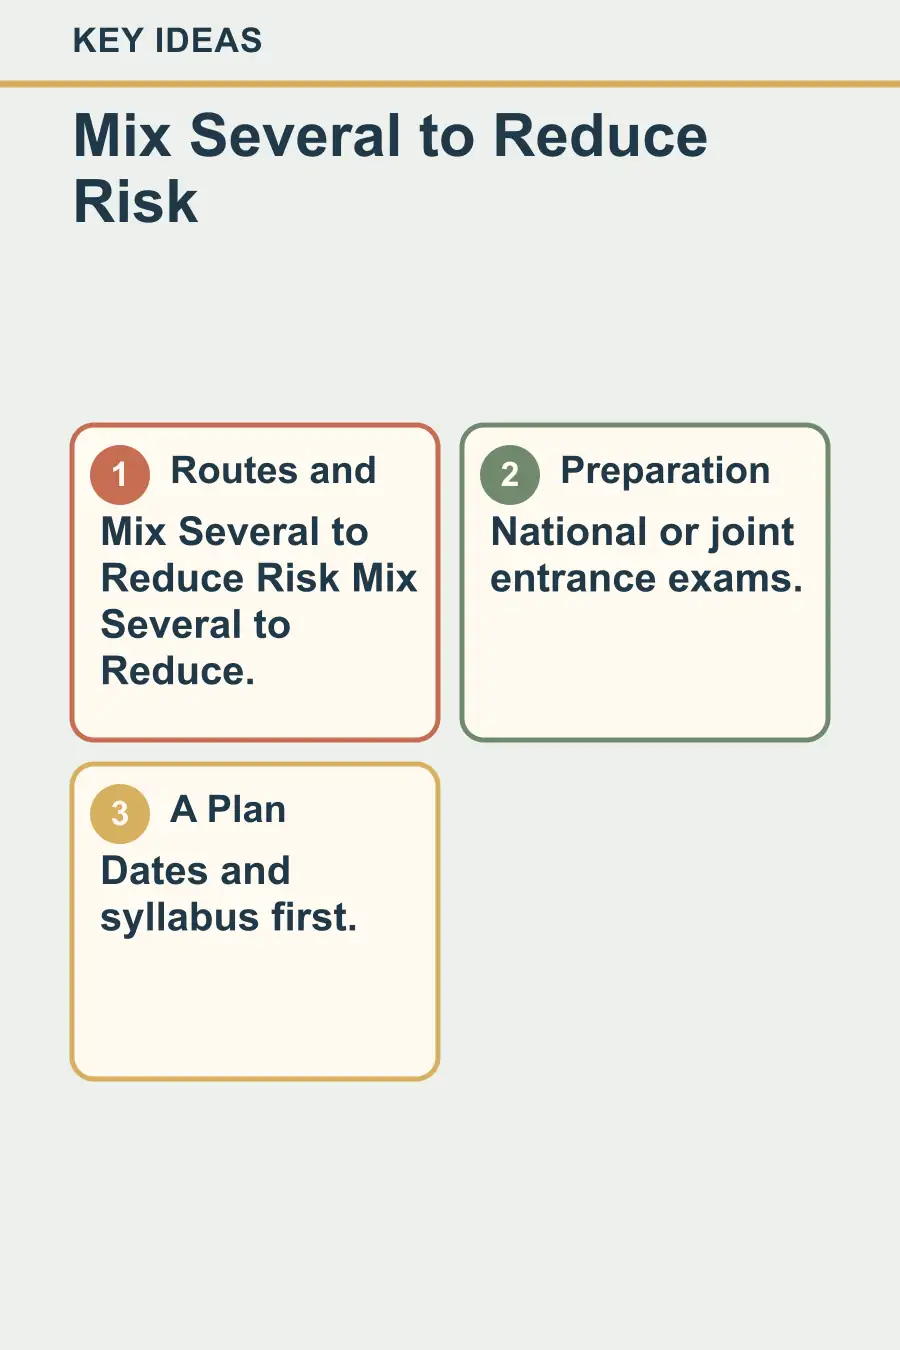 KEY IDEAS
Mix Several to Reduce
Risk
1 Routes and
Mix Several to
Reduce Risk Mix
Several to
Reduce.
2 Preparation
National or joint
entrance exams.
3 A Plan
Dates and
syllabus first.